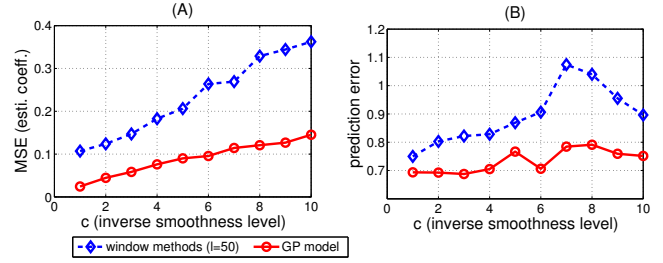 (A)
0.4
0.3
0.2
0.1
0
0 2 4 6 8 10
MSE (esti. coeff.)
c (inverse smoothness level)
(B)
1.2
1.1
1
0.9
0.8
0.7
0 2 4 6 8 10
prediction error
c (inverse smoothness level)
window methods (l=50) GP model